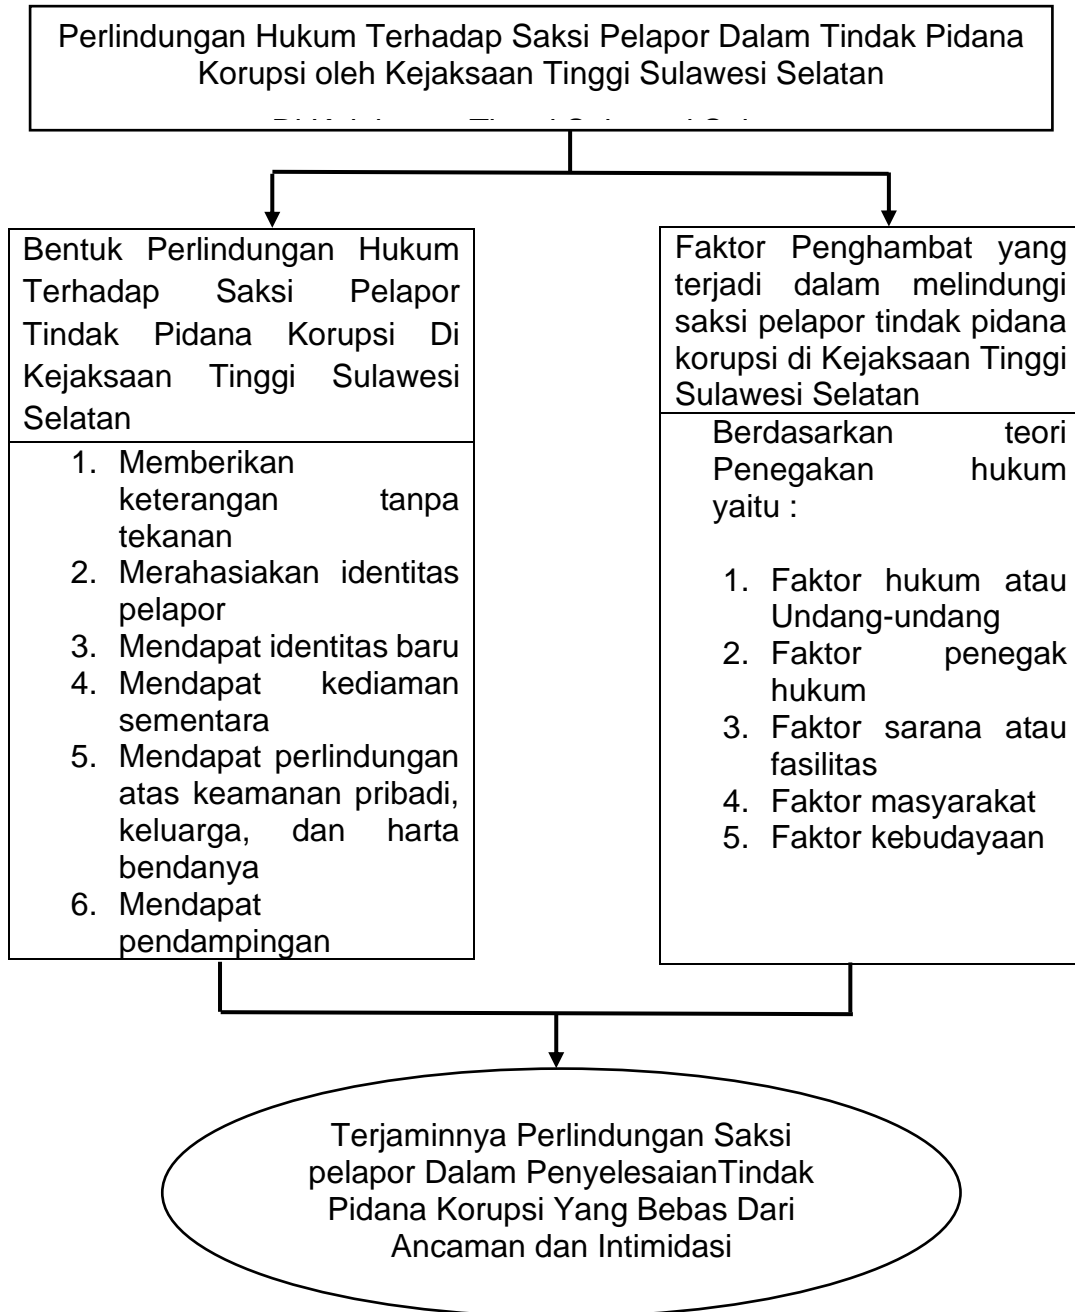 Perlindungan Hukum Terhadap Saksi Pelapor Dalam Tindak Pidana
Korupsi oleh Kejaksaan Tinggi Sulawesi Selatan
Bentuk Perlindungan Hukum
Terhadap Saksi Pelapor
Tindak Pidana Korupsi Di
Kejaksaan Tinggi Sulawesi
Selatan
1. Memberikan
keterangan tanpa
tekanan
2. Merahasiakan identitas
pelapor
3. Mendapat identitas baru
4. Mendapat kediaman
sementara
5. Mendapat perlindungan
atas keamanan pribadi,
keluarga, dan harta
bendanya
6. Mendapat
pendampingan
Faktor Penghambat yang
terjadi dalam melindungi
saksi pelapor tindak pidana
korupsi di Kejaksaan Tinggi
Sulawesi Selatan
Berdasarkan teori
Penegakan hukum
yaitu :
1. Faktor hukum atau
Undang-undang
2. Faktor penegak
hukum
3. Faktor sarana atau
fasilitas
4. Faktor masyarakat
5. Faktor kebudayaan
Terjaminnya Perlindungan Saksi
pelapor Dalam PenyelesaianTindak
Pidana Korupsi Yang Bebas Dari
Ancaman dan Intimidasi